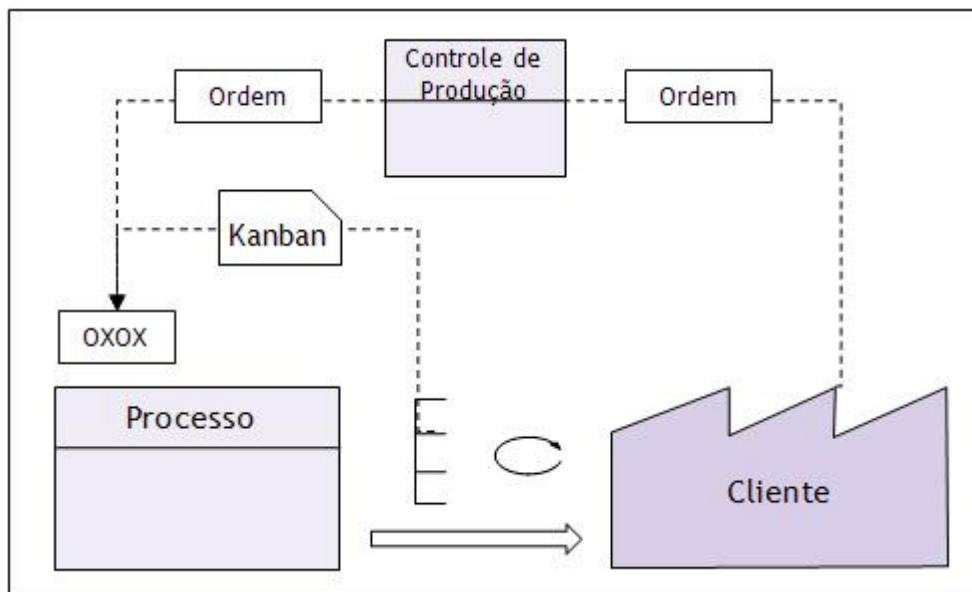 Controle de
Produção
Ordem
Ordem
Kanban
OXOX
Processo
Cliente